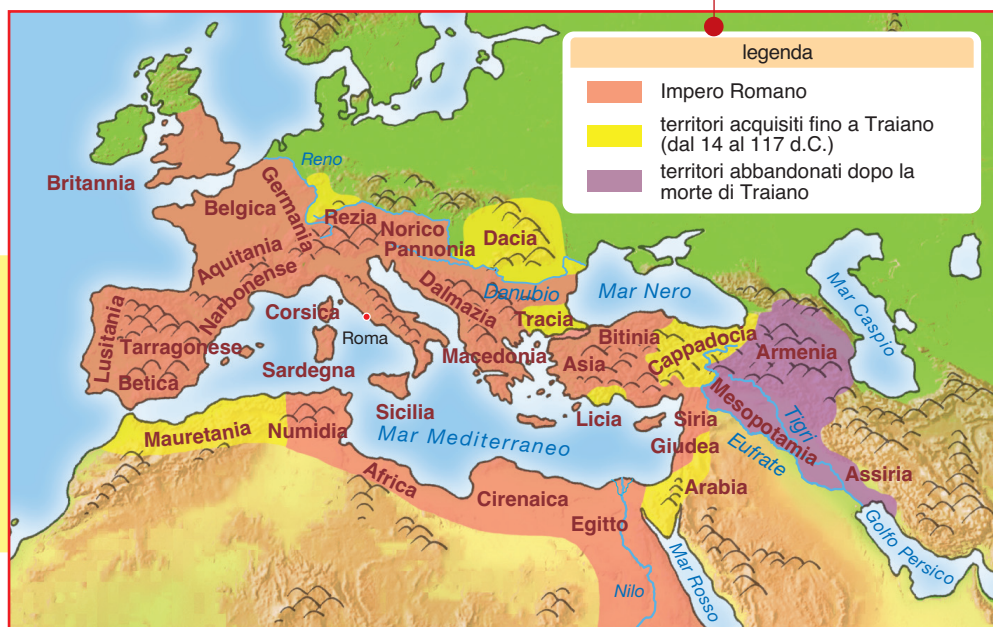 legenda
Impero Romano
territori acquisiti fino a Traiano
(dal 14 al 117 d.C.)
territori abbandonati dopo la
morte di Traiano
Britannia
Reno
Belgica
Germania
Rezia
Norico
Pannonia
Dacia
Aquitania
Narbonense
Dalmazia
Danubio
Mar Nero
Mar Caspio
Lusitania
Tarragonese
Betica
Corsica
Roma
Sardegna
Macedonia
Tracia
Bitinia
Asia
Cappadocia
Armenia
Sicilia
Licia
Siria
Mesopotamia
Tigri
Mauretania
Numidia
Mar Mediterraneo
Giudea
Eufrate
Assiria
Africa
Cirenaica
Egitto
Arabia
Golfo Persico
Nilo
Mar Rosso